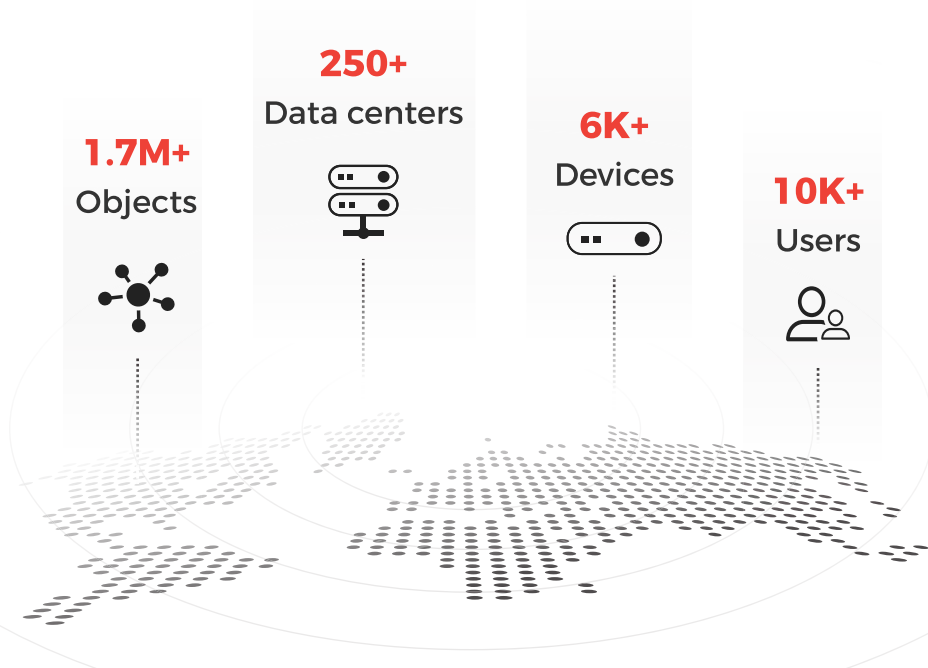 1.7M+
Objects
250+
Data centers
6K+
Devices
10K+
Users